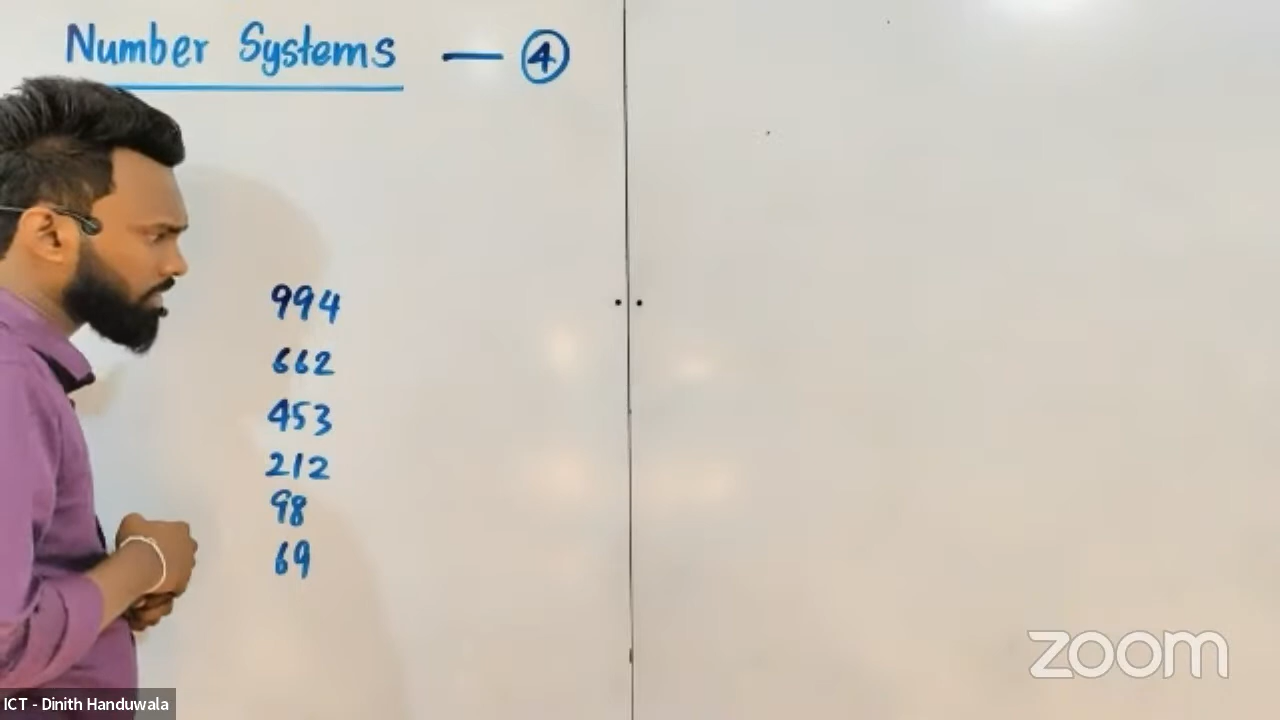 Number Systems — ④
994
662
453
212
98
69
zoom
ICT - Dinith Handuwala